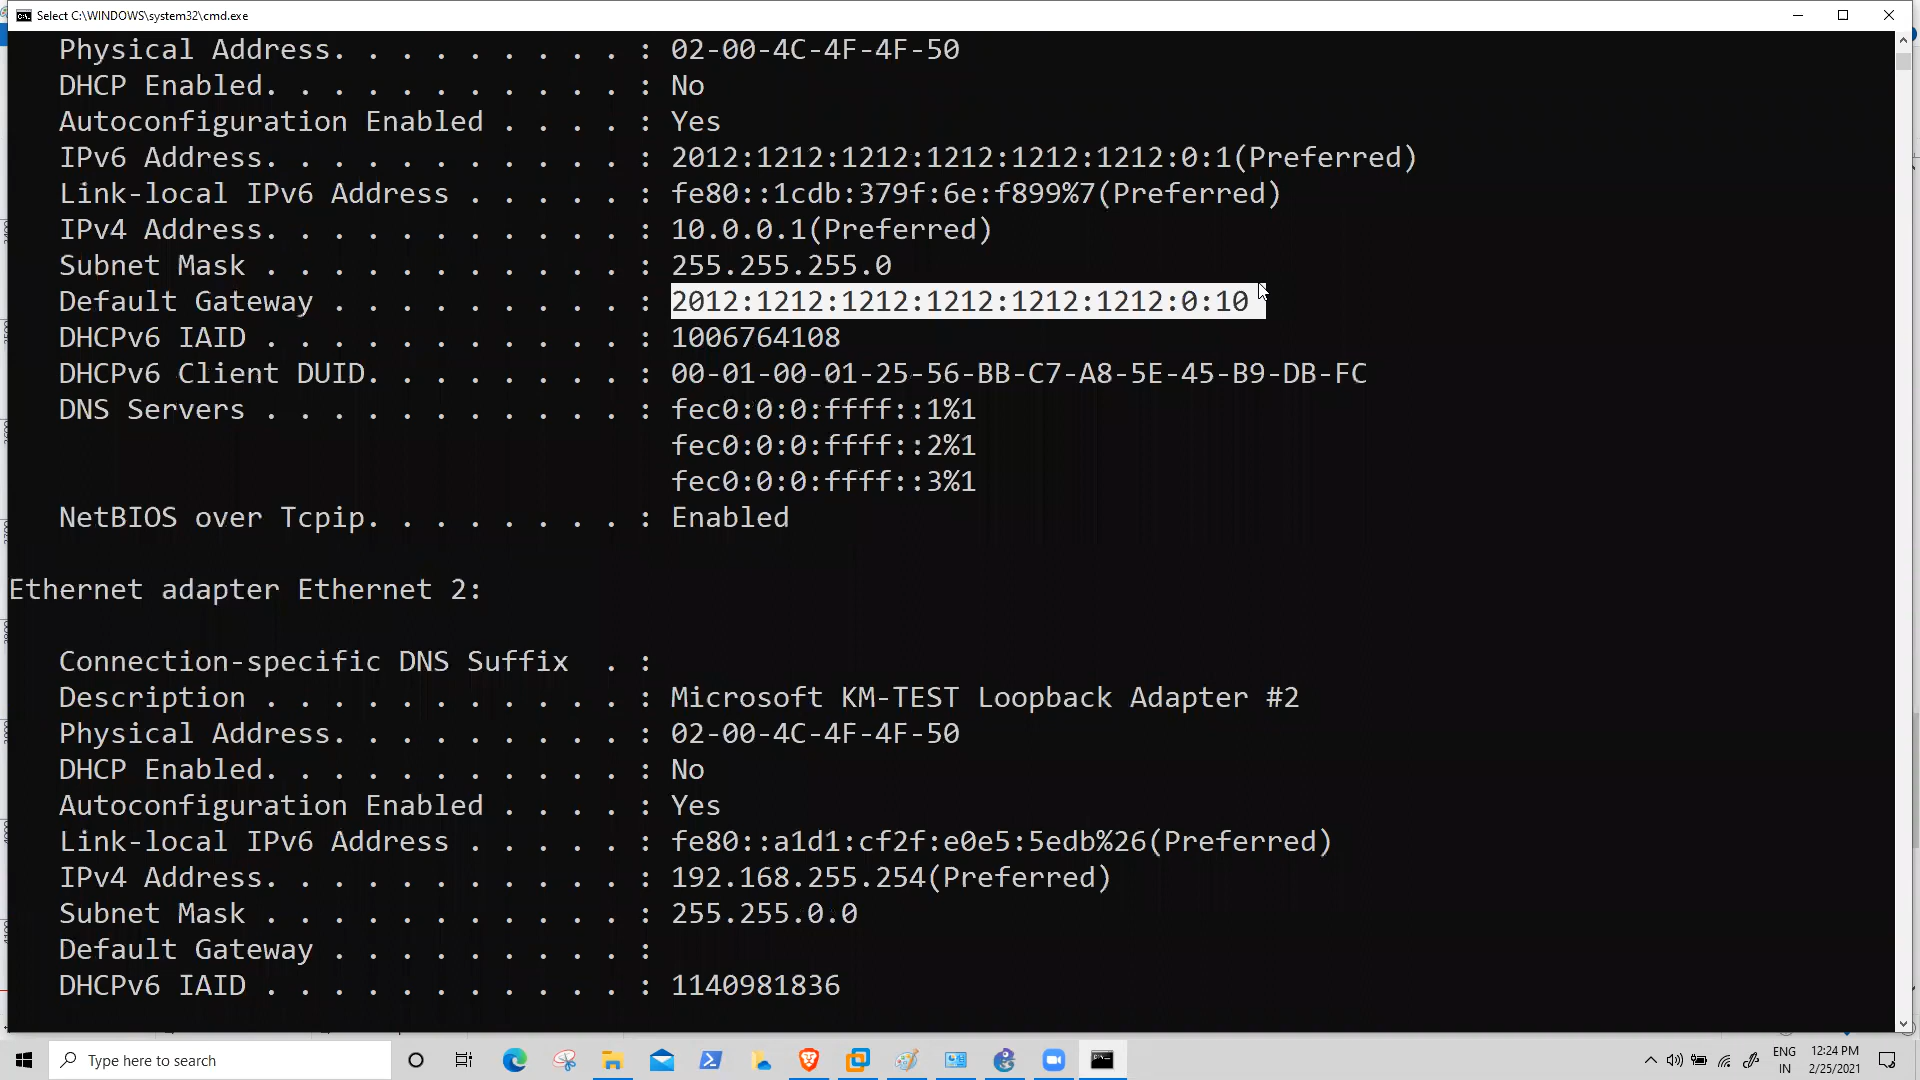 Select C:\WINDOWS\system32\cmd.exe
Physical Address. . . . . . . . . : 02-00-4C-4F-4F-50
DHCP Enabled. . . . . . . . . . . : No
Autoconfiguration Enabled . . . . : Yes
IPv6 Address. . . . . . . . . . . : 2012:1212:1212:1212:1212:1212:0:1(Preferred)
Link-local IPv6 Address . . . . . : fe80::1cdb:379f:6e:f899%7(Preferred)
IPv4 Address. . . . . . . . . . . : 10.0.0.1(Preferred)
Subnet Mask . . . . . . . . . . . : 255.255.255.0
Default Gateway . . . . . . . . . : 2012:1212:1212:1212:1212:1212:0:10
DHCPv6 IAID . . . . . . . . . . . : 1006764108
DHCPv6 Client DUID. . . . . . . . : 00-01-00-01-25-56-BB-C7-A8-5E-45-B9-DB-FC
DNS Servers . . . . . . . . . . . : fec0:0:0:ffff::1%1
fec0:0:0:ffff::2%1
fec0:0:0:ffff::3%1
NetBIOS over Tcpip. . . . . . . . : Enabled
Ethernet adapter Ethernet 2:
Connection-specific DNS Suffix  . :
Description . . . . . . . . . . . : Microsoft KM-TEST Loopback Adapter #2
Physical Address. . . . . . . . . : 02-00-4C-4F-4F-50
DHCP Enabled. . . . . . . . . . . : No
Autoconfiguration Enabled . . . . : Yes
Link-local IPv6 Address . . . . . : fe80::a1d1:cf2f:e0e5:5edb%26(Preferred)
IPv4 Address. . . . . . . . . . . : 192.168.255.254(Preferred)
Subnet Mask . . . . . . . . . . . : 255.255.0.0
Default Gateway . . . . . . . . . :
DHCPv6 IAID . . . . . . . . . . . : 1140981836
Type here to search
ENG
IN
12:24 PM
2/25/2021